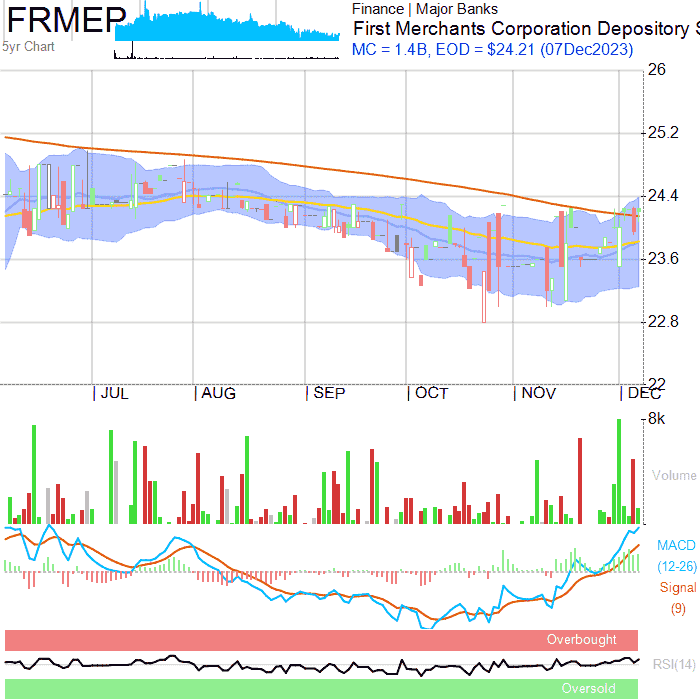 FRMEP
5yr Chart
Finance | Major Banks
First Merchants Corporation Depository S
MC = 1.4B, EOD = $24.21 (07Dec2023)
26
25.2
24.4
23.6
22.8
22
JUL AUG SEP OCT NOV DEC
8k
Volume
MACD
(12-26)
Signal
(9)
Overbought
RSI(14)
Oversold